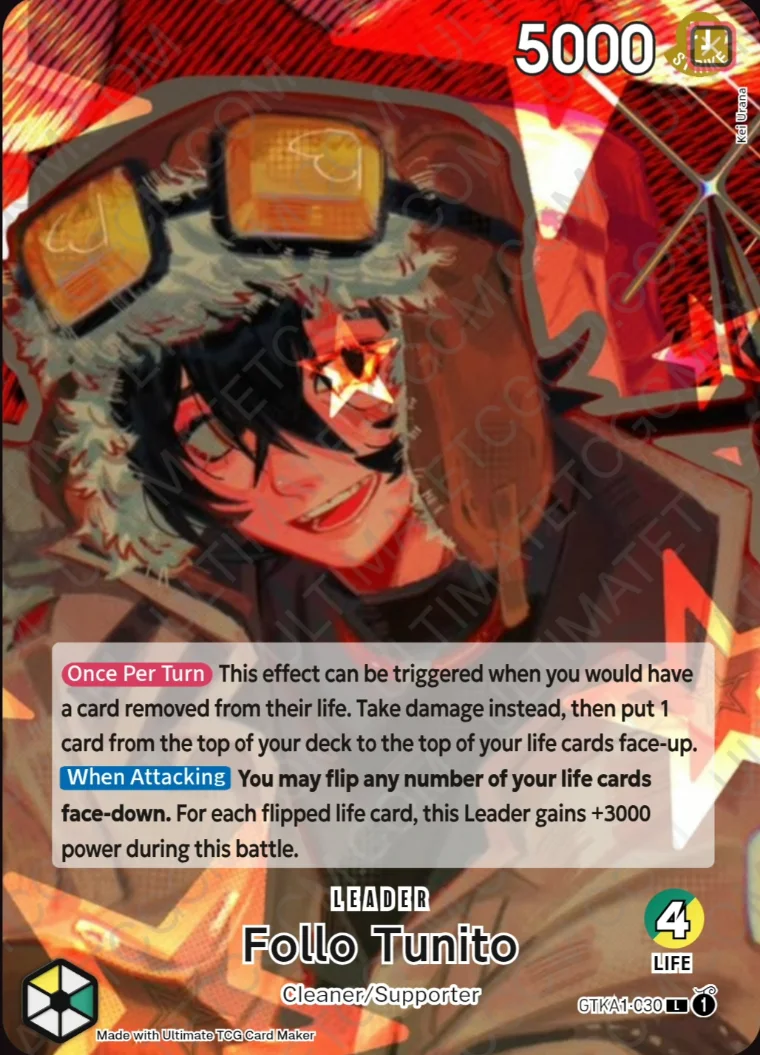 5000
STRIKE
Kei Urana
Once Per Turn This effect can be triggered when you would have
a card removed from their life. Take damage instead, then put 1
card from the top of your deck to the top of your life cards face-up.
When Attacking You may flip any number of your life cards
face-down. For each flipped life card, this Leader gains +3000
power during this battle.
LEADER
Follo Tunito
4
LIFE
Cleaner/Supporter
GTKA1-030 L 1
Made with Ultimate TCG Card Maker